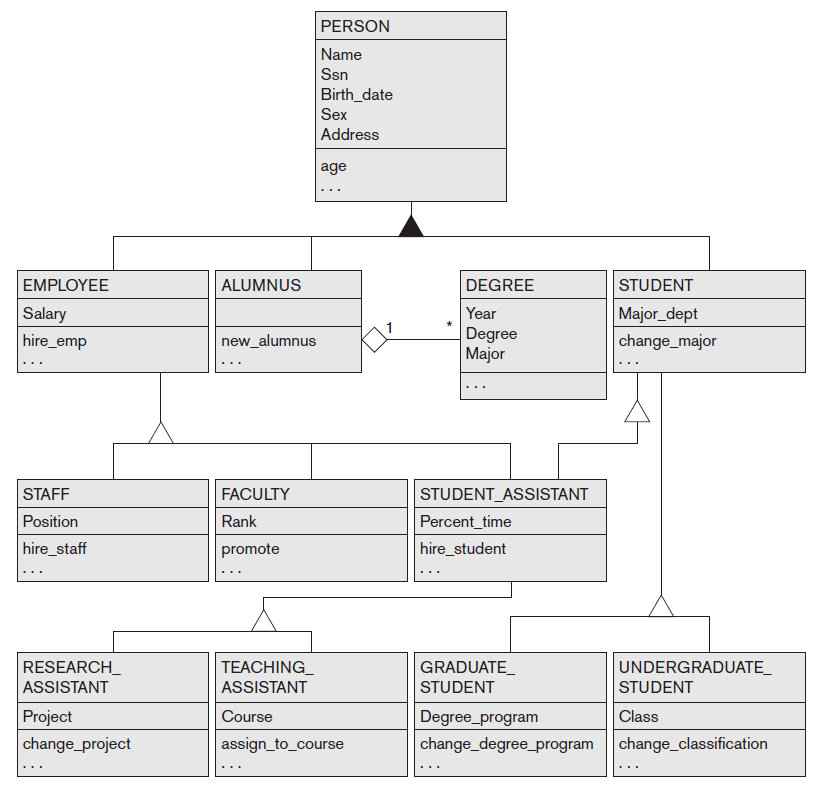 PERSON
Name
Ssn
Birth_date
Sex
Address
age
. . .
EMPLOYEE
Salary
hire_emp
. . .
ALUMNUS
new_alumnus
. . .
1
*
DEGREE
Year
Degree
Major
. . .
STUDENT
Major_dept
change_major
. . .
STAFF
Position
hire_staff
. . .
FACULTY
Rank
promote
. . .
STUDENT_ASSISTANT
Percent_time
hire_student
. . .
RESEARCH_
ASSISTANT
Project
change_project
. . .
TEACHING_
ASSISTANT
Course
assign_to_course
. . .
GRADUATE_
STUDENT
Degree_program
change_degree_program
. . .
UNDERGRADUATE_
STUDENT
Class
change_classification
. . .